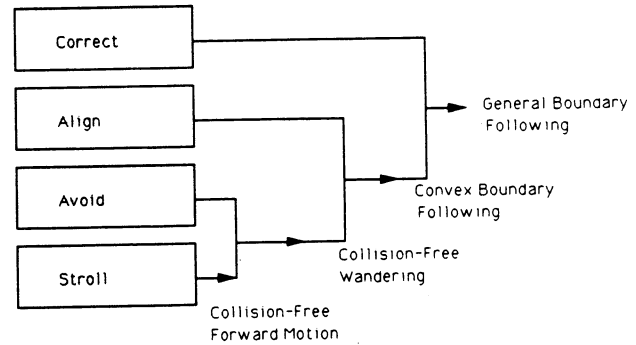 Correct
General Boundary
Following
Align
Convex Boundary
Following
Avoid
Collision-Free
Wandering
Stroll
Collision-Free
Forward Motion